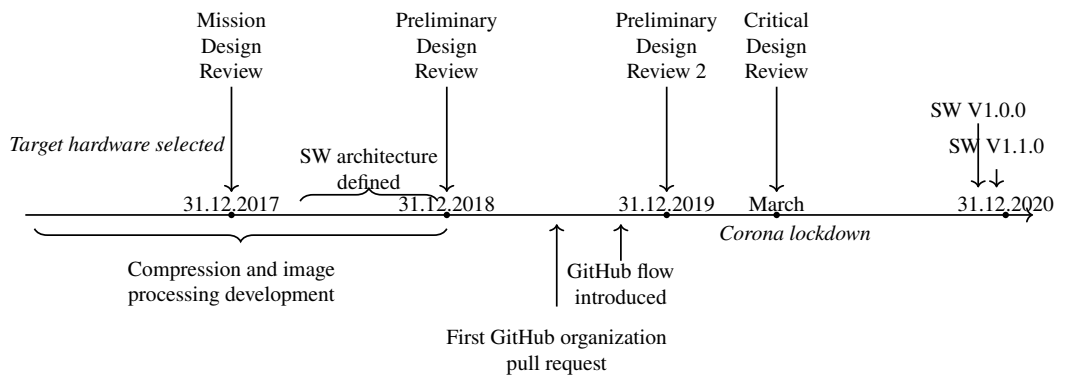 Mission
Design
Review
Preliminary
Design
Review
Preliminary
Design
Review 2
Critical
Design
Review
SW V1.0.0
SW V1.1.0
Target hardware selected
SW architecture
defined
31.12.2017
31.12.2018
31.12.2019
March
31.12.2020
Corona lockdown
Compression and image
processing development
GitHub flow
introduced
First GitHub organization
pull request